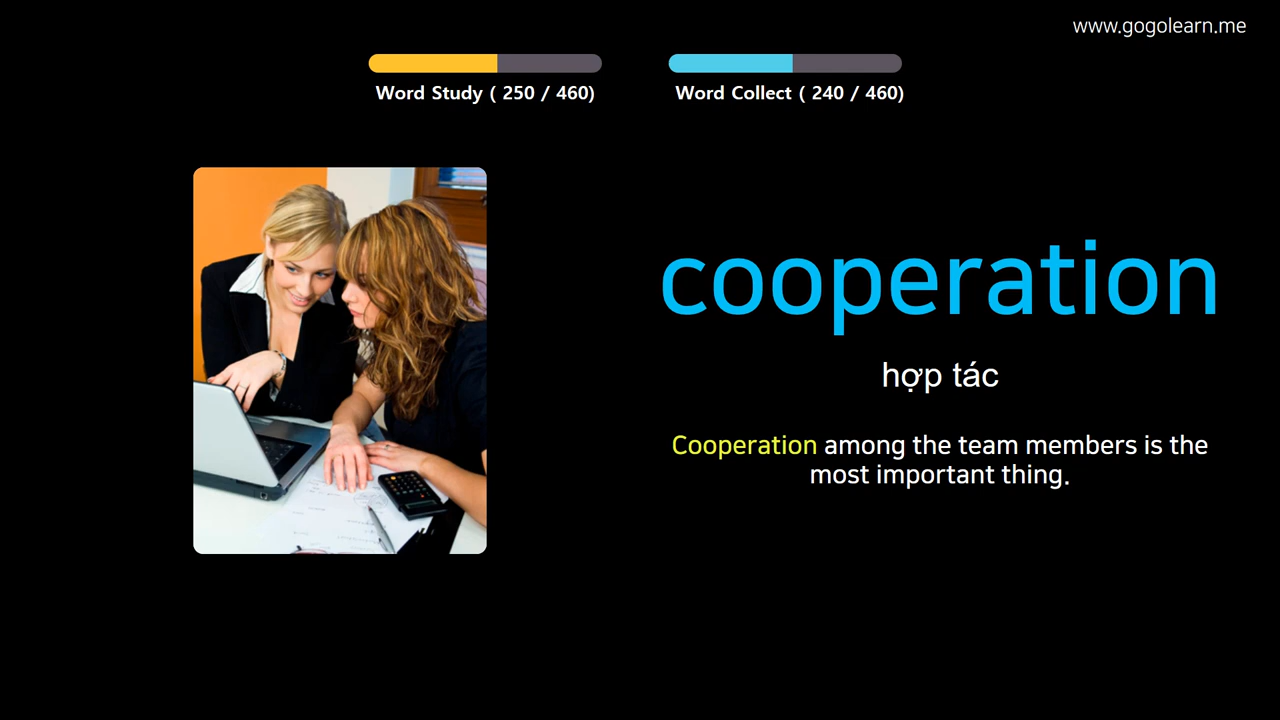 www.gogolearn.me
Word Study ( 250 / 460)
Word Collect ( 240 / 460)
cooperation
hợp tác
Cooperation among the team members is the
most important thing.